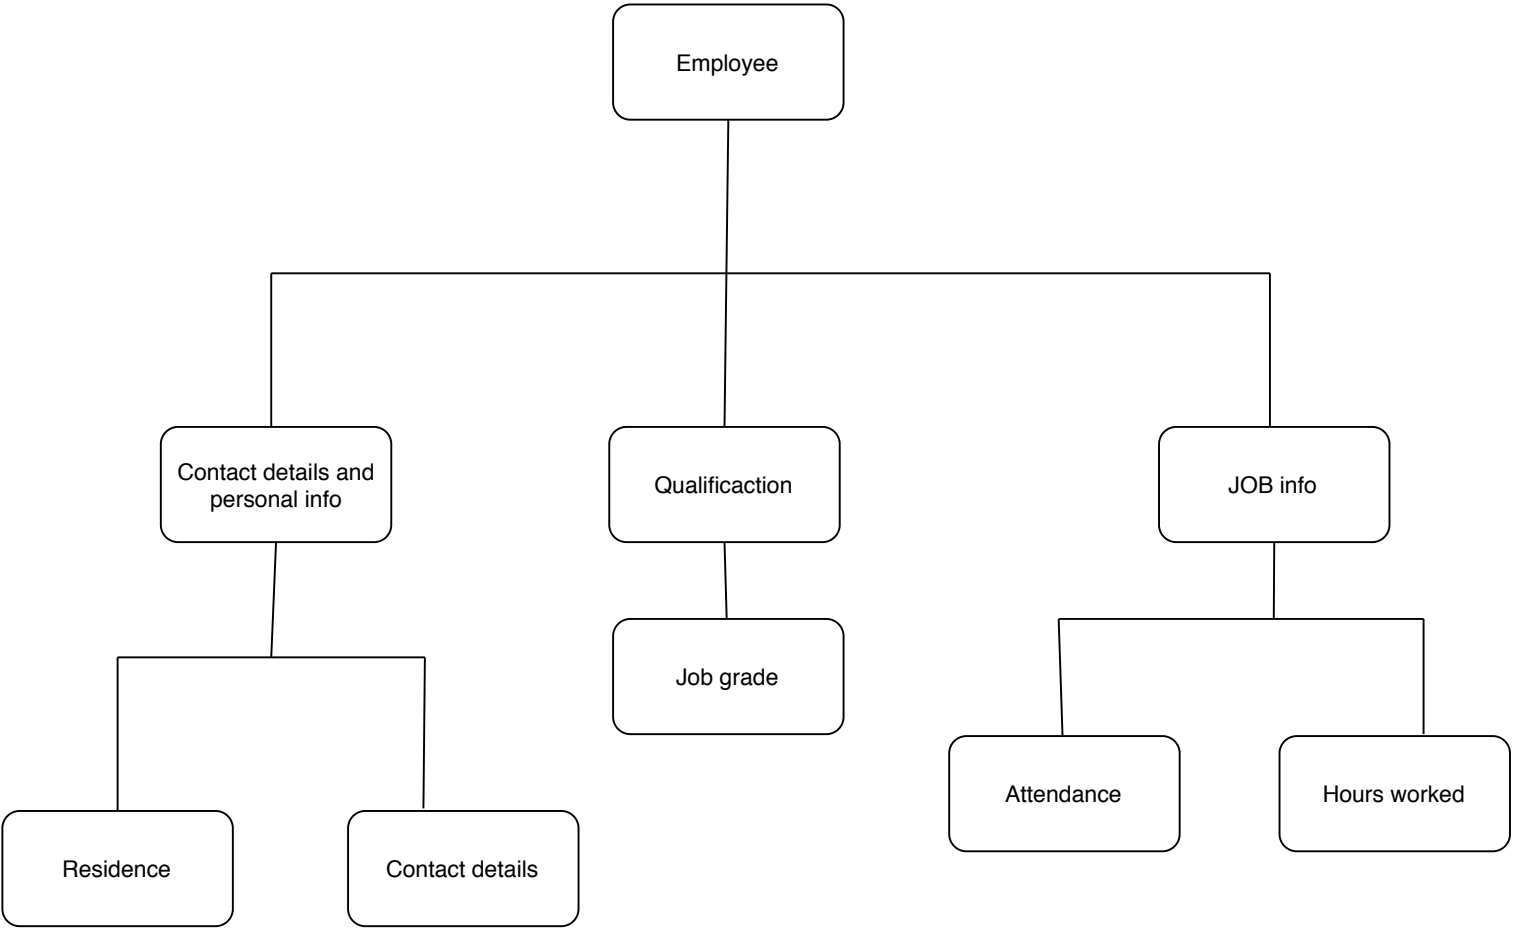 Employee
Contact details and
personal info
Qualificaction
JOB info
Job grade
Attendance
Hours worked
Residence
Contact details